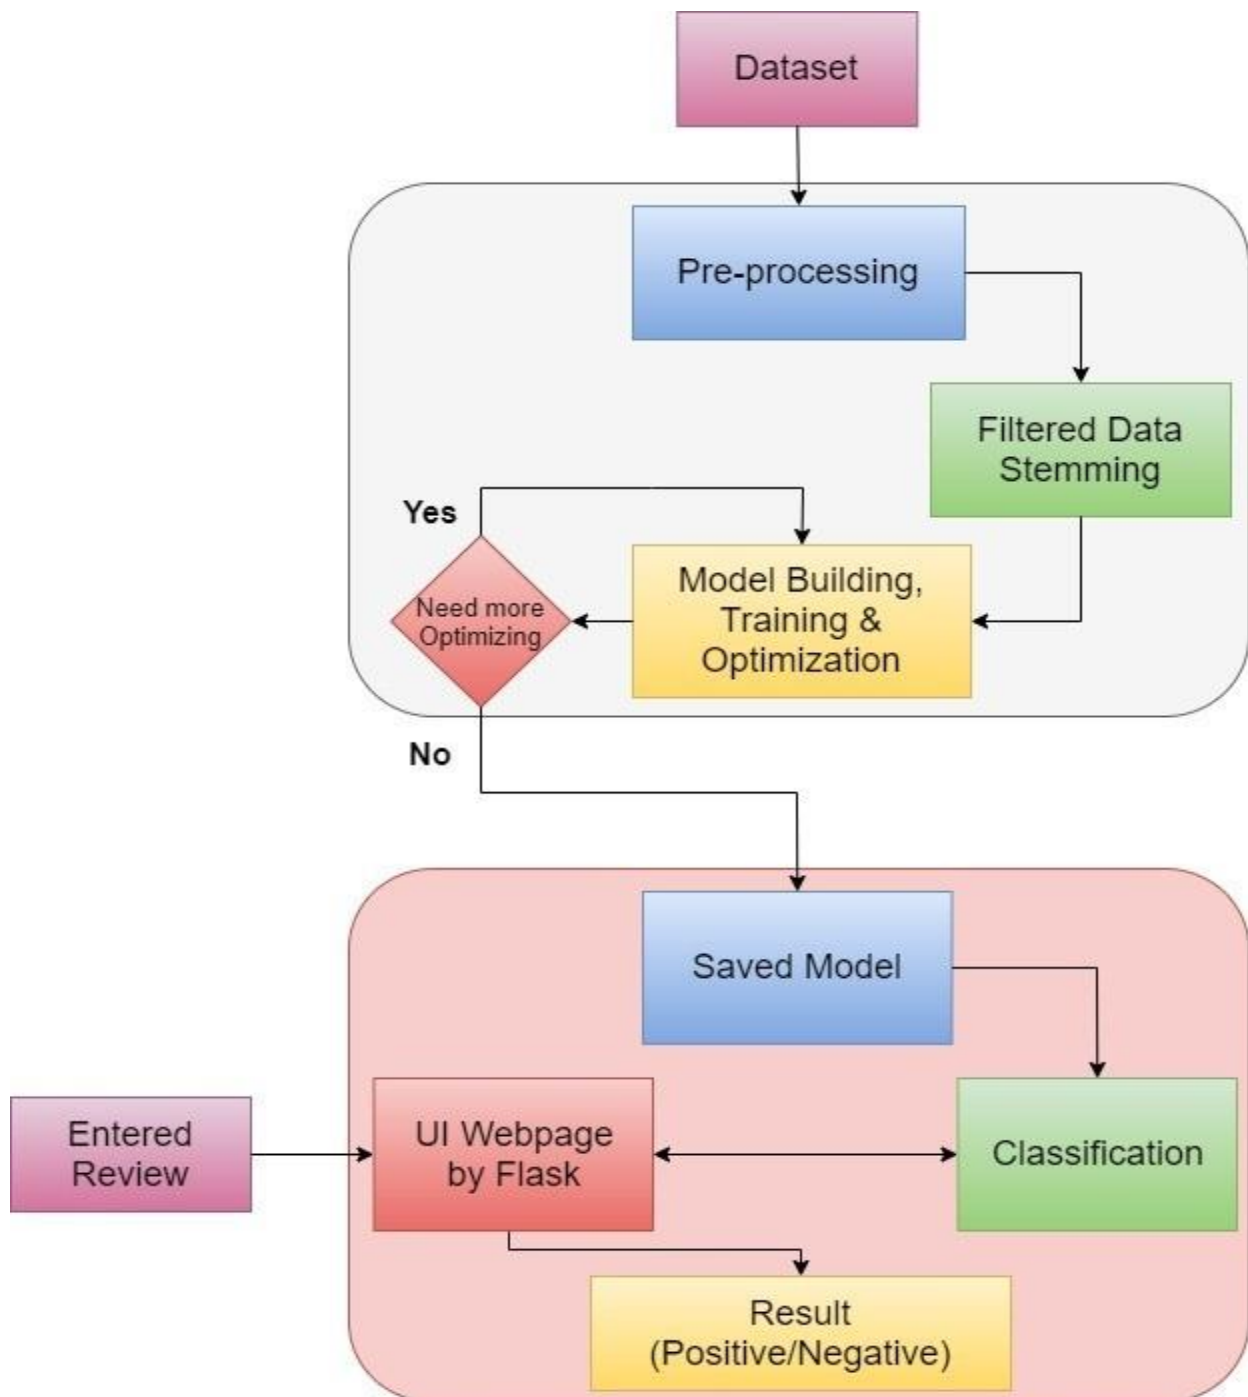 Dataset
Pre-processing
Filtered Data
Stemming
Yes
Need more
Optimizing
Model Building,
Training &
Optimization
No
Saved Model
Entered
Review
UI Webpage
by Flask
Classification
Result
(Positive/Negative)